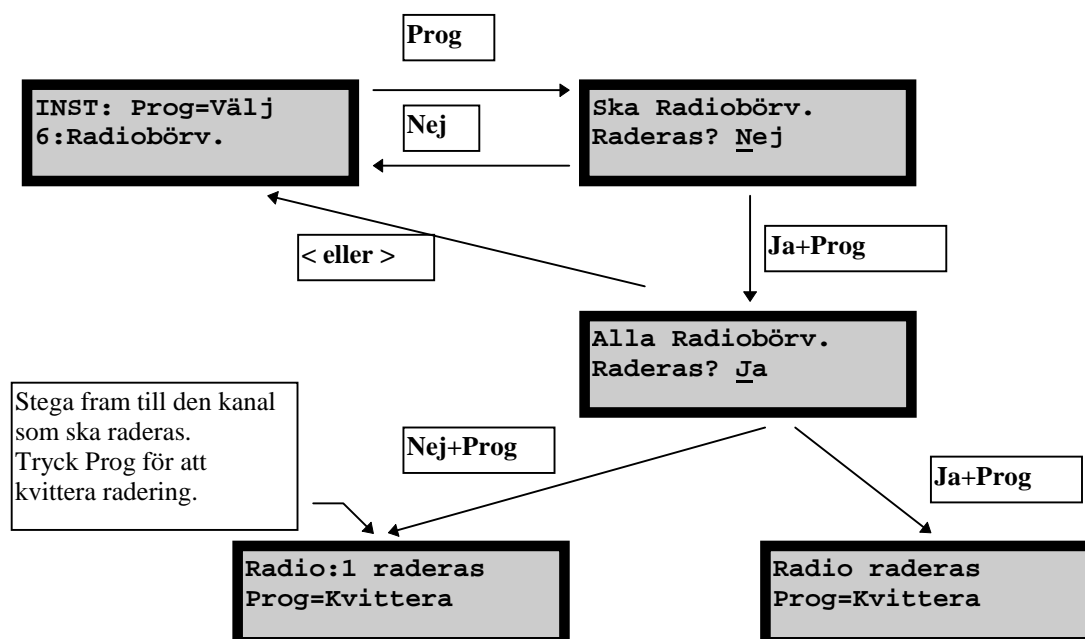 Prog
INST: Prog=Välj
6:Radiobörv.
Nej
Ska Radiobörv.
Raderas? Nej
< eller >
Ja+Prog
Alla Radiobörv.
Raderas? Ja
Stega fram till den kanal
som ska raderas.
Tryck Prog för att
kvittera radering.
Nej+Prog
Ja+Prog
Radio:1 raderas
Prog=Kvittera
Radio raderas
Prog=Kvittera